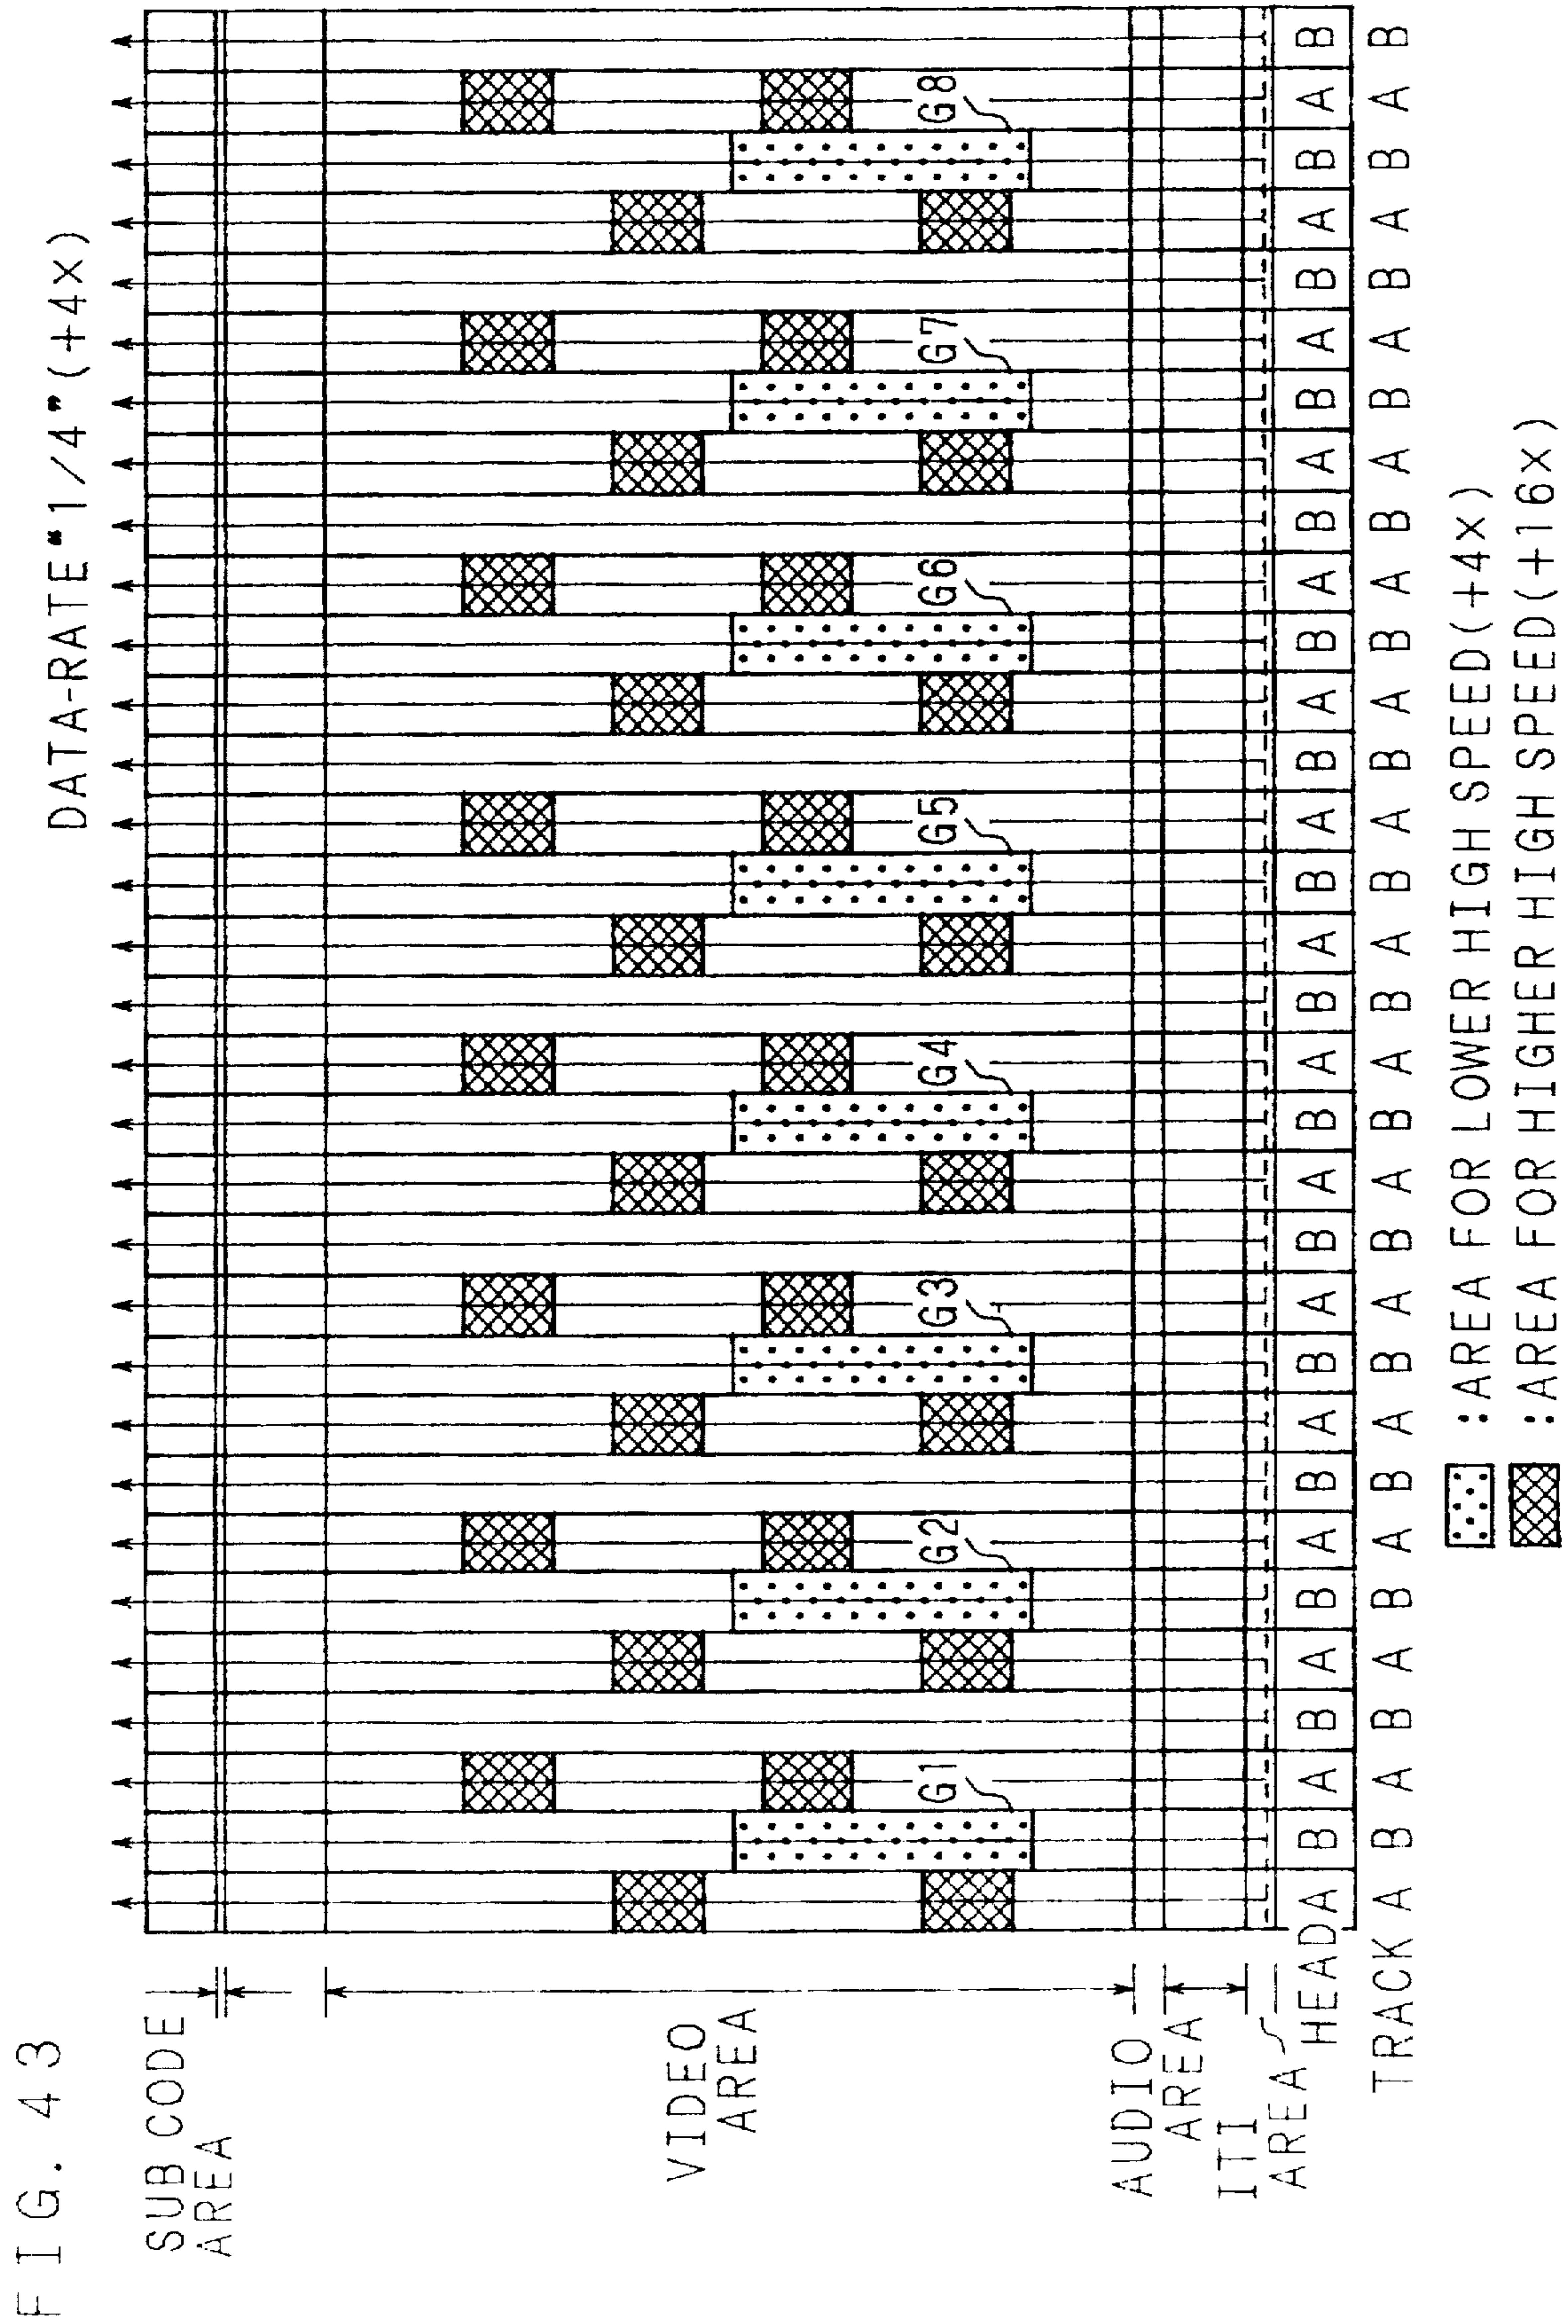 FIG. 43
DATA-RATE "1/4" (+4×)
SUB CODE
AREA
VIDEO
AREA
G1 G2 G3 G4 G5 G6 G7 G8
AUDIO
AREA
ITI
AREA
HEAD A B A B A B A B A B A B A B A B A B A B A B A B A B A B A B A B
TRACK A B A B A B A B A B A B A B A B A B A B A B A B A B A B A B A B
:AREA FOR LOWER HIGH SPEED(+4×)
:AREA FOR HIGHER HIGH SPEED(+16×)